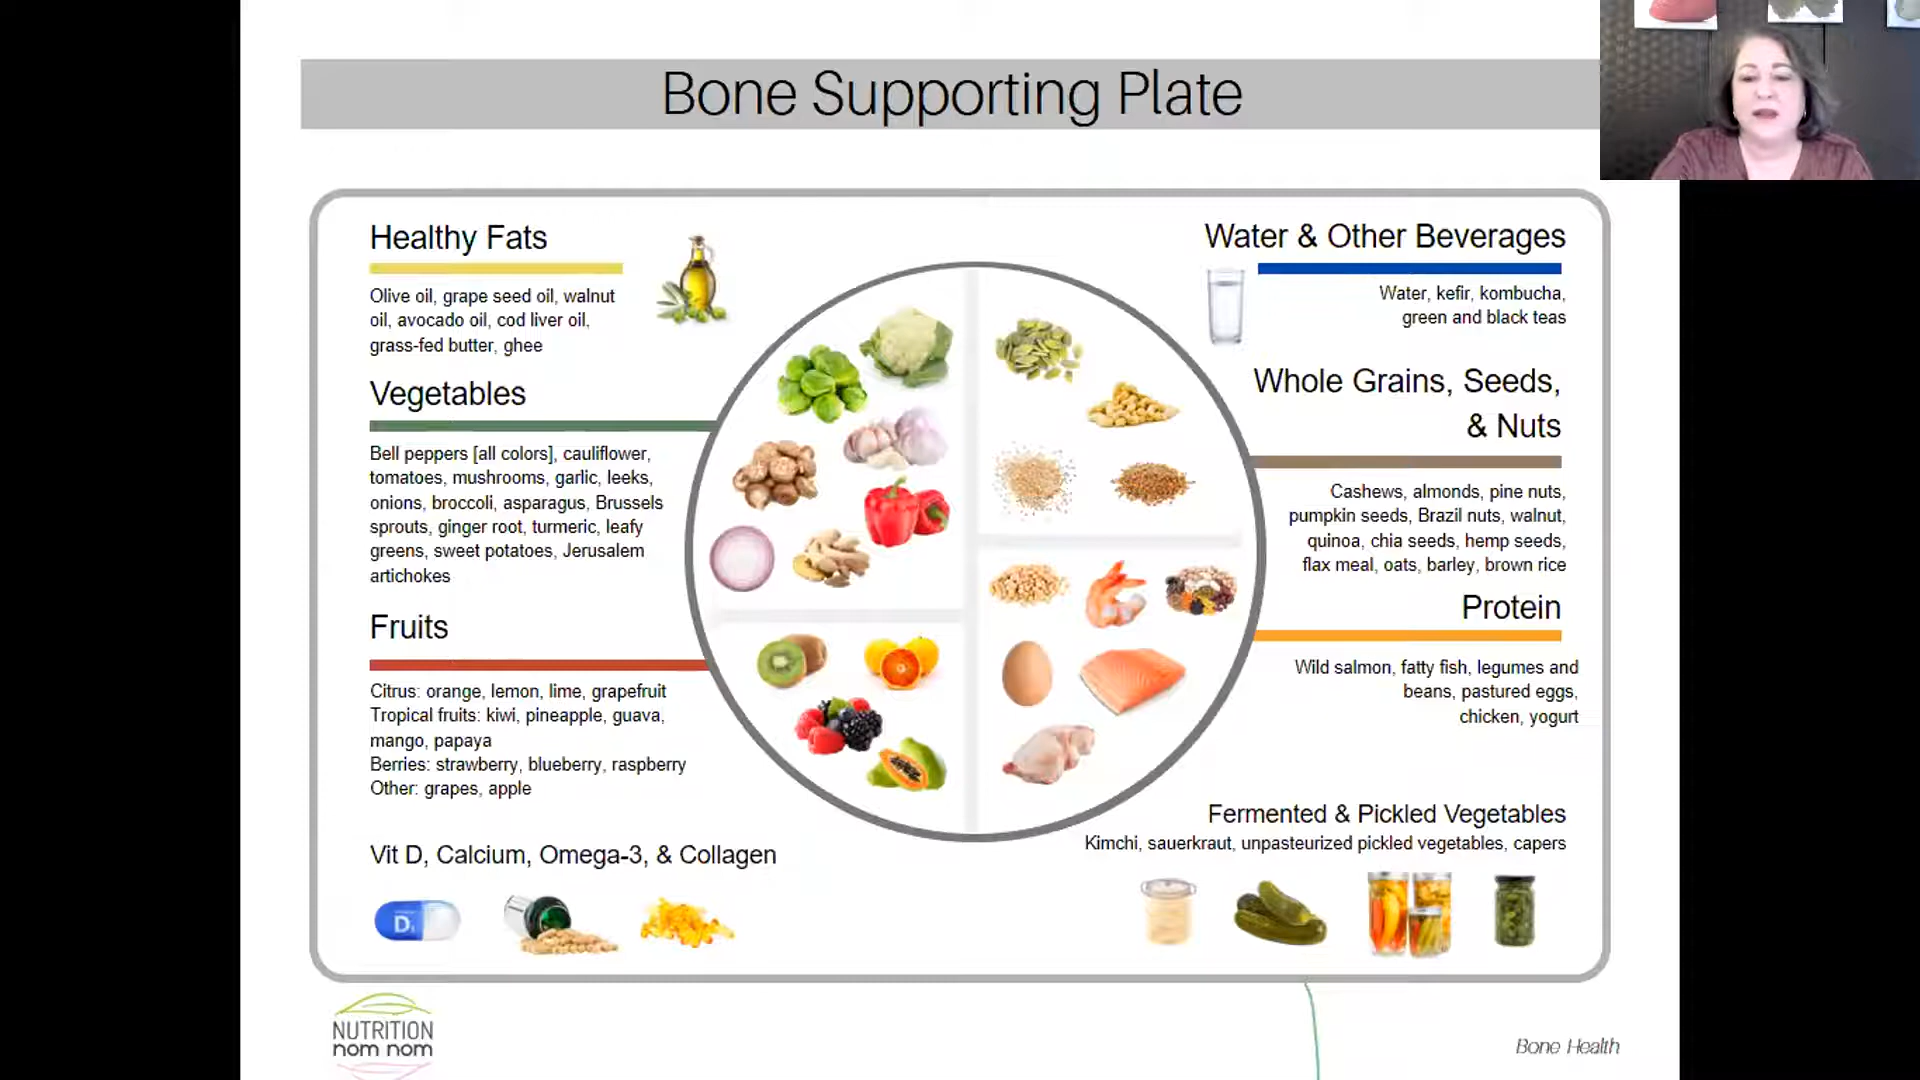 Bone Supporting Plate
Healthy Fats
Olive oil, grape seed oil, walnut
oil, avocado oil, cod liver oil,
grass-fed butter, ghee
Vegetables
Bell peppers [all colors], cauliflower,
tomatoes, mushrooms, garlic, leeks,
onions, broccoli, asparagus, Brussels
sprouts, ginger root, turmeric, leafy
greens, sweet potatoes, Jerusalem
artichokes
Fruits
Citrus: orange, lemon, lime, grapefruit
Tropical fruits: kiwi, pineapple, guava,
mango, papaya
Berries: strawberry, blueberry, raspberry
Other: grapes, apple
Vit D, Calcium, Omega-3, & Collagen
Water & Other Beverages
Water, kefir, kombucha,
green and black teas
Whole Grains, Seeds,
& Nuts
Cashews, almonds, pine nuts,
pumpkin seeds, Brazil nuts, walnut,
quinoa, chia seeds, hemp seeds,
flax meal, oats, barley, brown rice
Protein
Wild salmon, fatty fish, legumes and
beans, pastured eggs,
chicken, yogurt
Fermented & Pickled Vegetables
Kimchi, sauerkraut, unpasteurized pickled vegetables, capers
NUTRITION
nom nom
Bone Health